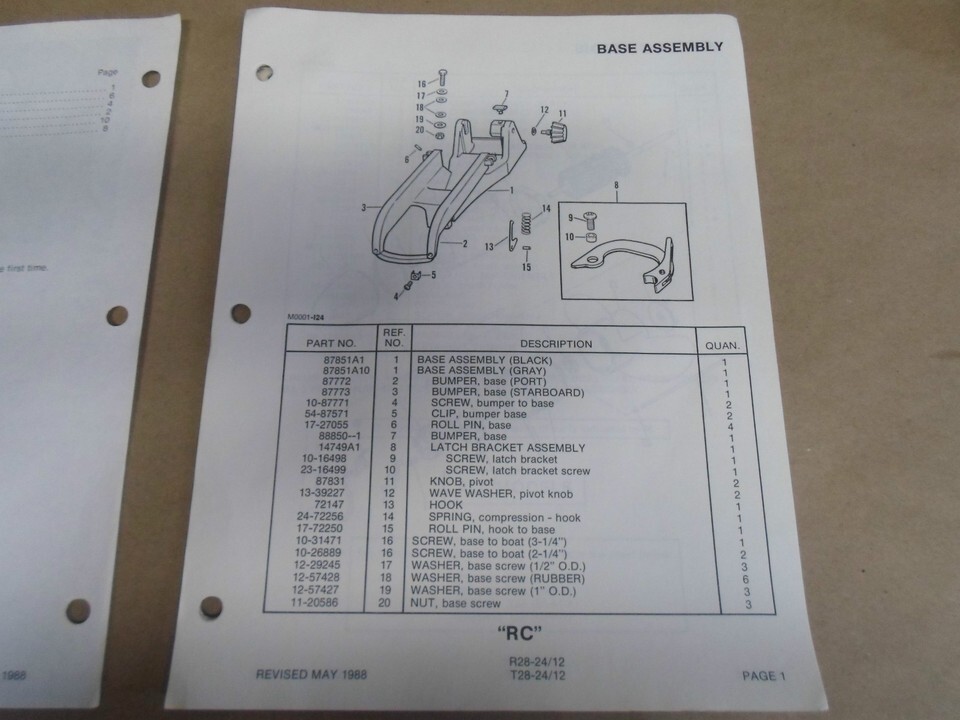 Page
1
e first time.
1988
BASE ASSEMBLY
16
17
18
19
20
7
12
11
6
8
1
3
14
9
10
2
13
15
5
4
M0001-I24
PART NO. REF. NO. DESCRIPTION QUAN.
87851A1 1 BASE ASSEMBLY (BLACK) 1
87851A10 1 BASE ASSEMBLY (GRAY) 1
87772 2 BUMPER, base (PORT) 1
87773 3 BUMPER, base (STARBOARD) 1
10-87771 4 SCREW, bumper to base 2
54-87571 5 CLIP, bumper base 2
17-27055 6 ROLL PIN, base 4
88850--1 7 BUMPER, base 1
14749A1 8 LATCH BRACKET ASSEMBLY 1
10-16498 9 SCREW, latch bracket 1
23-16499 10 SCREW, latch bracket screw 1
87831 11 KNOB, pivot 2
13-39227 12 WAVE WASHER, pivot knob 2
72147 13 HOOK 1
24-72256 14 SPRING, compression - hook 1
17-72250 15 ROLL PIN, hook to base 1
10-31471 16 SCREW, base to boat (3-1/4") 1
10-26889 16 SCREW, base to boat (2-1/4") 2
12-29245 17 WASHER, base screw (1/2" O.D.) 3
12-57428 18 WASHER, base screw (RUBBER) 6
12-57427 19 WASHER, base screw (1" O.D.) 3
11-20586 20 NUT, base screw 3
"RC"
R28-24/12
REVISED MAY 1988 T28-24/12 PAGE 1